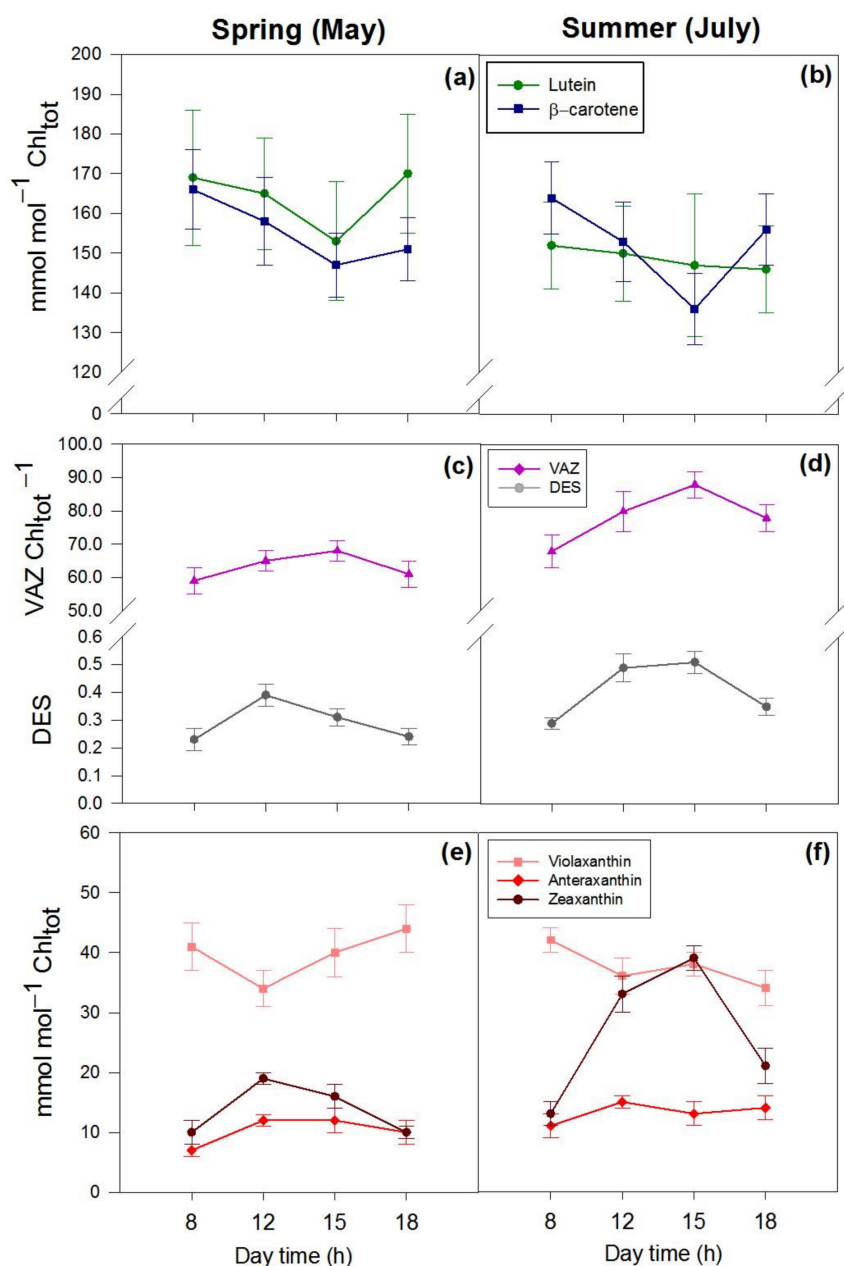 Spring (May)
Summer (July)
200
190
180
170
160
150
140
130
120
0
mmol mol−1 Chltot
(a)
(b)
Lutein
β−carotene
100.0
90.0
80.0
70.0
60.0
50.0
VAZ Chltot−1
(c)
(d)
VAZ
DES
0.6
0.5
0.4
0.3
0.2
0.1
0.0
DES
60
50
40
30
20
10
0
mmol mol−1 Chltot
(e)
(f)
Violaxanthin
Anteraxanthin
Zeaxanthin
8 12 15 18
8 12 15 18
Day time (h)
Day time (h)